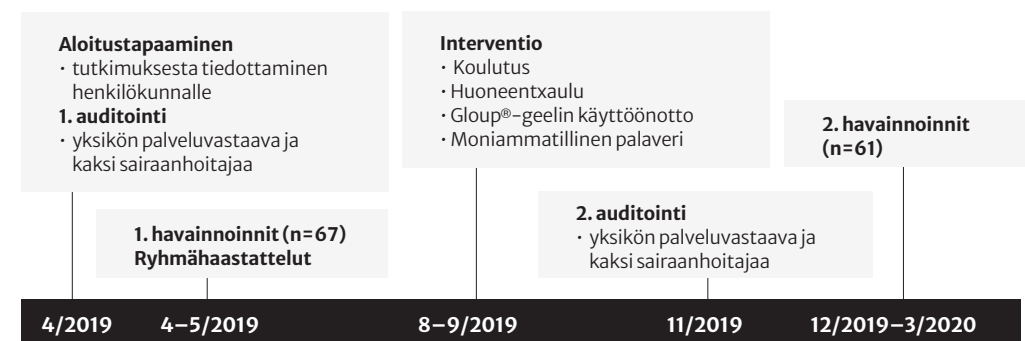 Aloitustapaaminen
· tutkimuksesta tiedottaminen
henkilökunnalle
1. auditointi
· yksikön palveluvastaava ja
kaksi sairaanhoitajaa
1. havainnoinnit (n=67)
Ryhmähaastattelut
Interventio
· Koulutus
· Huoneentxaulu
· Gloup®-geelin käyttöönotto
· Moniammatillinen palaveri
2. auditointi
· yksikön palveluvastaava ja
kaksi sairaanhoitajaa
2. havainnoinnit
(n=61)
4/2019 4–5/2019 8–9/2019 11/2019 12/2019–3/2020